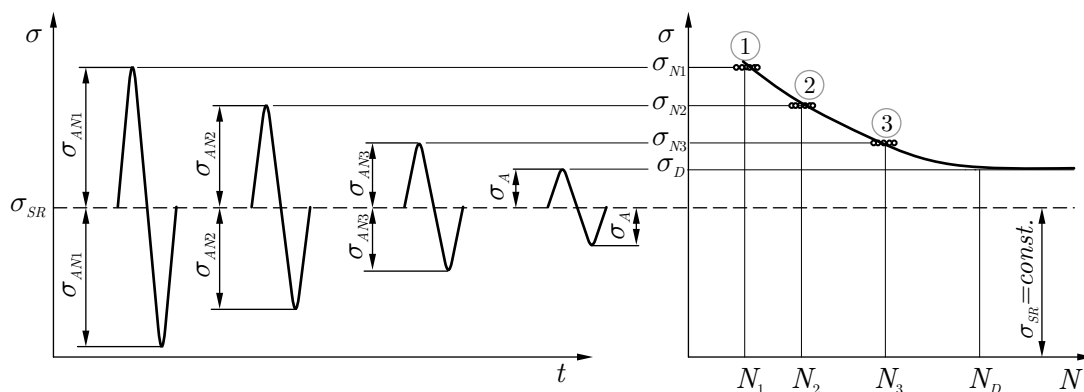 σ
σ_AN1
σ_AN2
σ_AN3
σ_A
σ_SR
σ_AN1
σ_AN2
σ_AN3
σ_A
t
σ
σ_N1
σ_N2
σ_N3
σ_D
1
2
3
σ_SR=const.
N_1
N_2
N_3
N_D
N